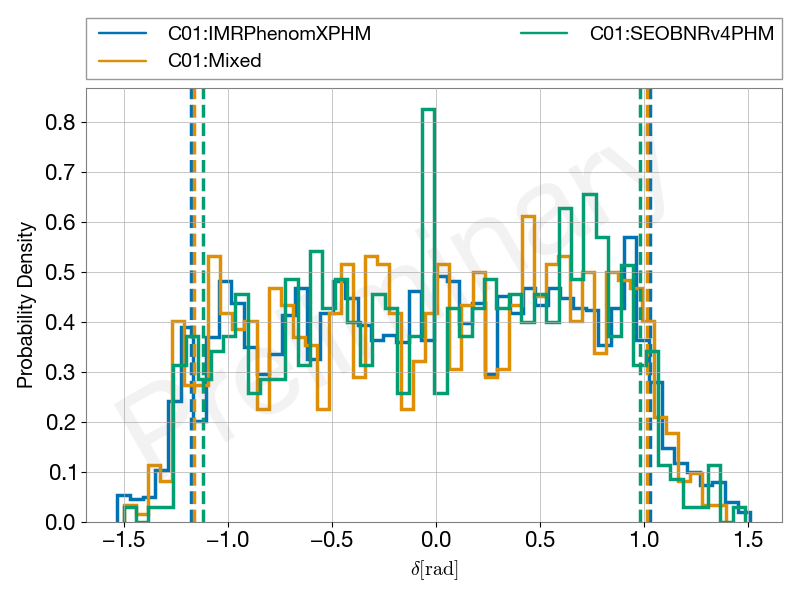 C01:IMRPhenomXPHM
C01:SEOBNRv4PHM
C01:Mixed
Preliminary
Probability Density
0.8
0.7
0.6
0.5
0.4
0.3
0.2
0.1
0.0
−1.5 −1.0 −0.5 0.0 0.5 1.0 1.5
δ[rad]